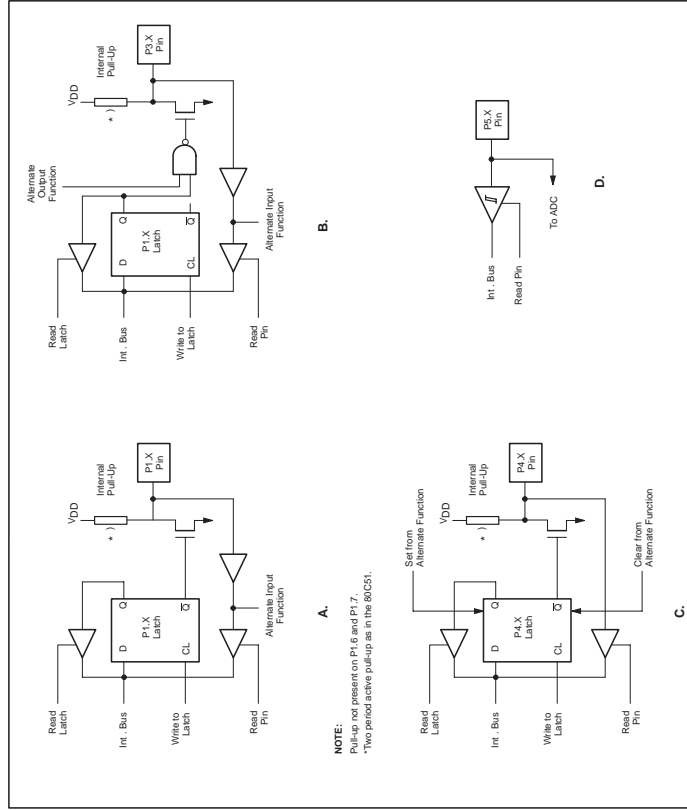 Read
Latch
Int. Bus
Write to
Latch
Read
Pin
D
Q
P1.X
Latch
CL
Q
VDD
* )
Internal
Pull-Up
P1.X
Pin
Alternate Input
Function
A.
Read
Latch
Int. Bus
Write to
Latch
Read
Pin
Alternate
Output
Function
D
Q
P1.X
Latch
CL
Q
VDD
* )
Internal
Pull-Up
P3.X
Pin
Alternate Input
Function
B.
NOTE:
Pull-up not present on P1.6 and P1.7.
*Two period active pull-up as in the 80C51.
Read
Latch
Int. Bus
Write to
Latch
Read
Pin
Set from
Alternate Function
D
Q
P4.X
Latch
CL
Q
VDD
* )
Internal
Pull-Up
P4.X
Pin
Clear from
Alternate Function
C.
Int. Bus
Read Pin
P5.X
Pin
To ADC
D.